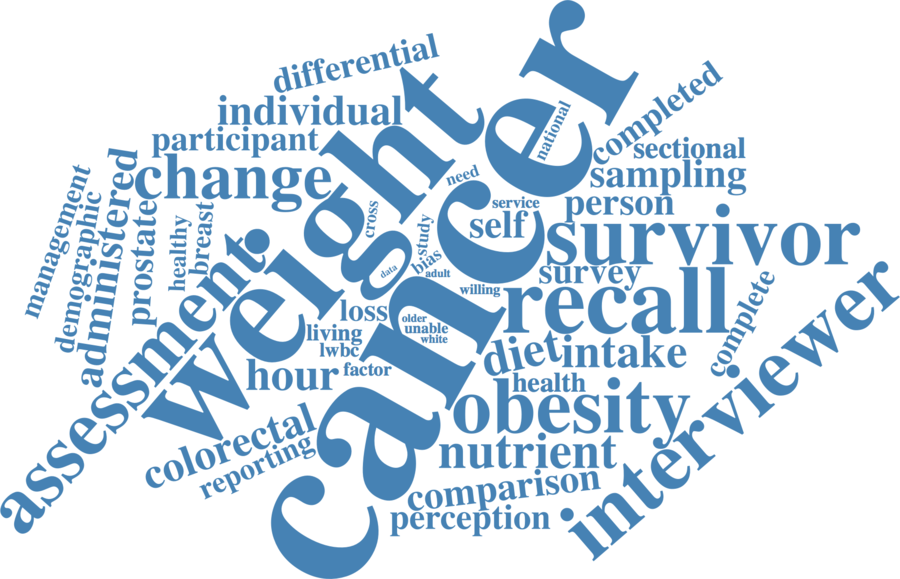 cancer
weight
differential
individual
participant
change
management
demographic
administered
prostate
healthy
breast
assessment
cross
need
national
completed
sectional
sampling
person
service
self
study
bias
data
adult
survivor
survey
willing
recall
loss
older
unable
white
living
lwbc
factor
hour
diet
intake
complete
interviewer
health
obesity
colorectal
reporting
nutrient
comparison
perception